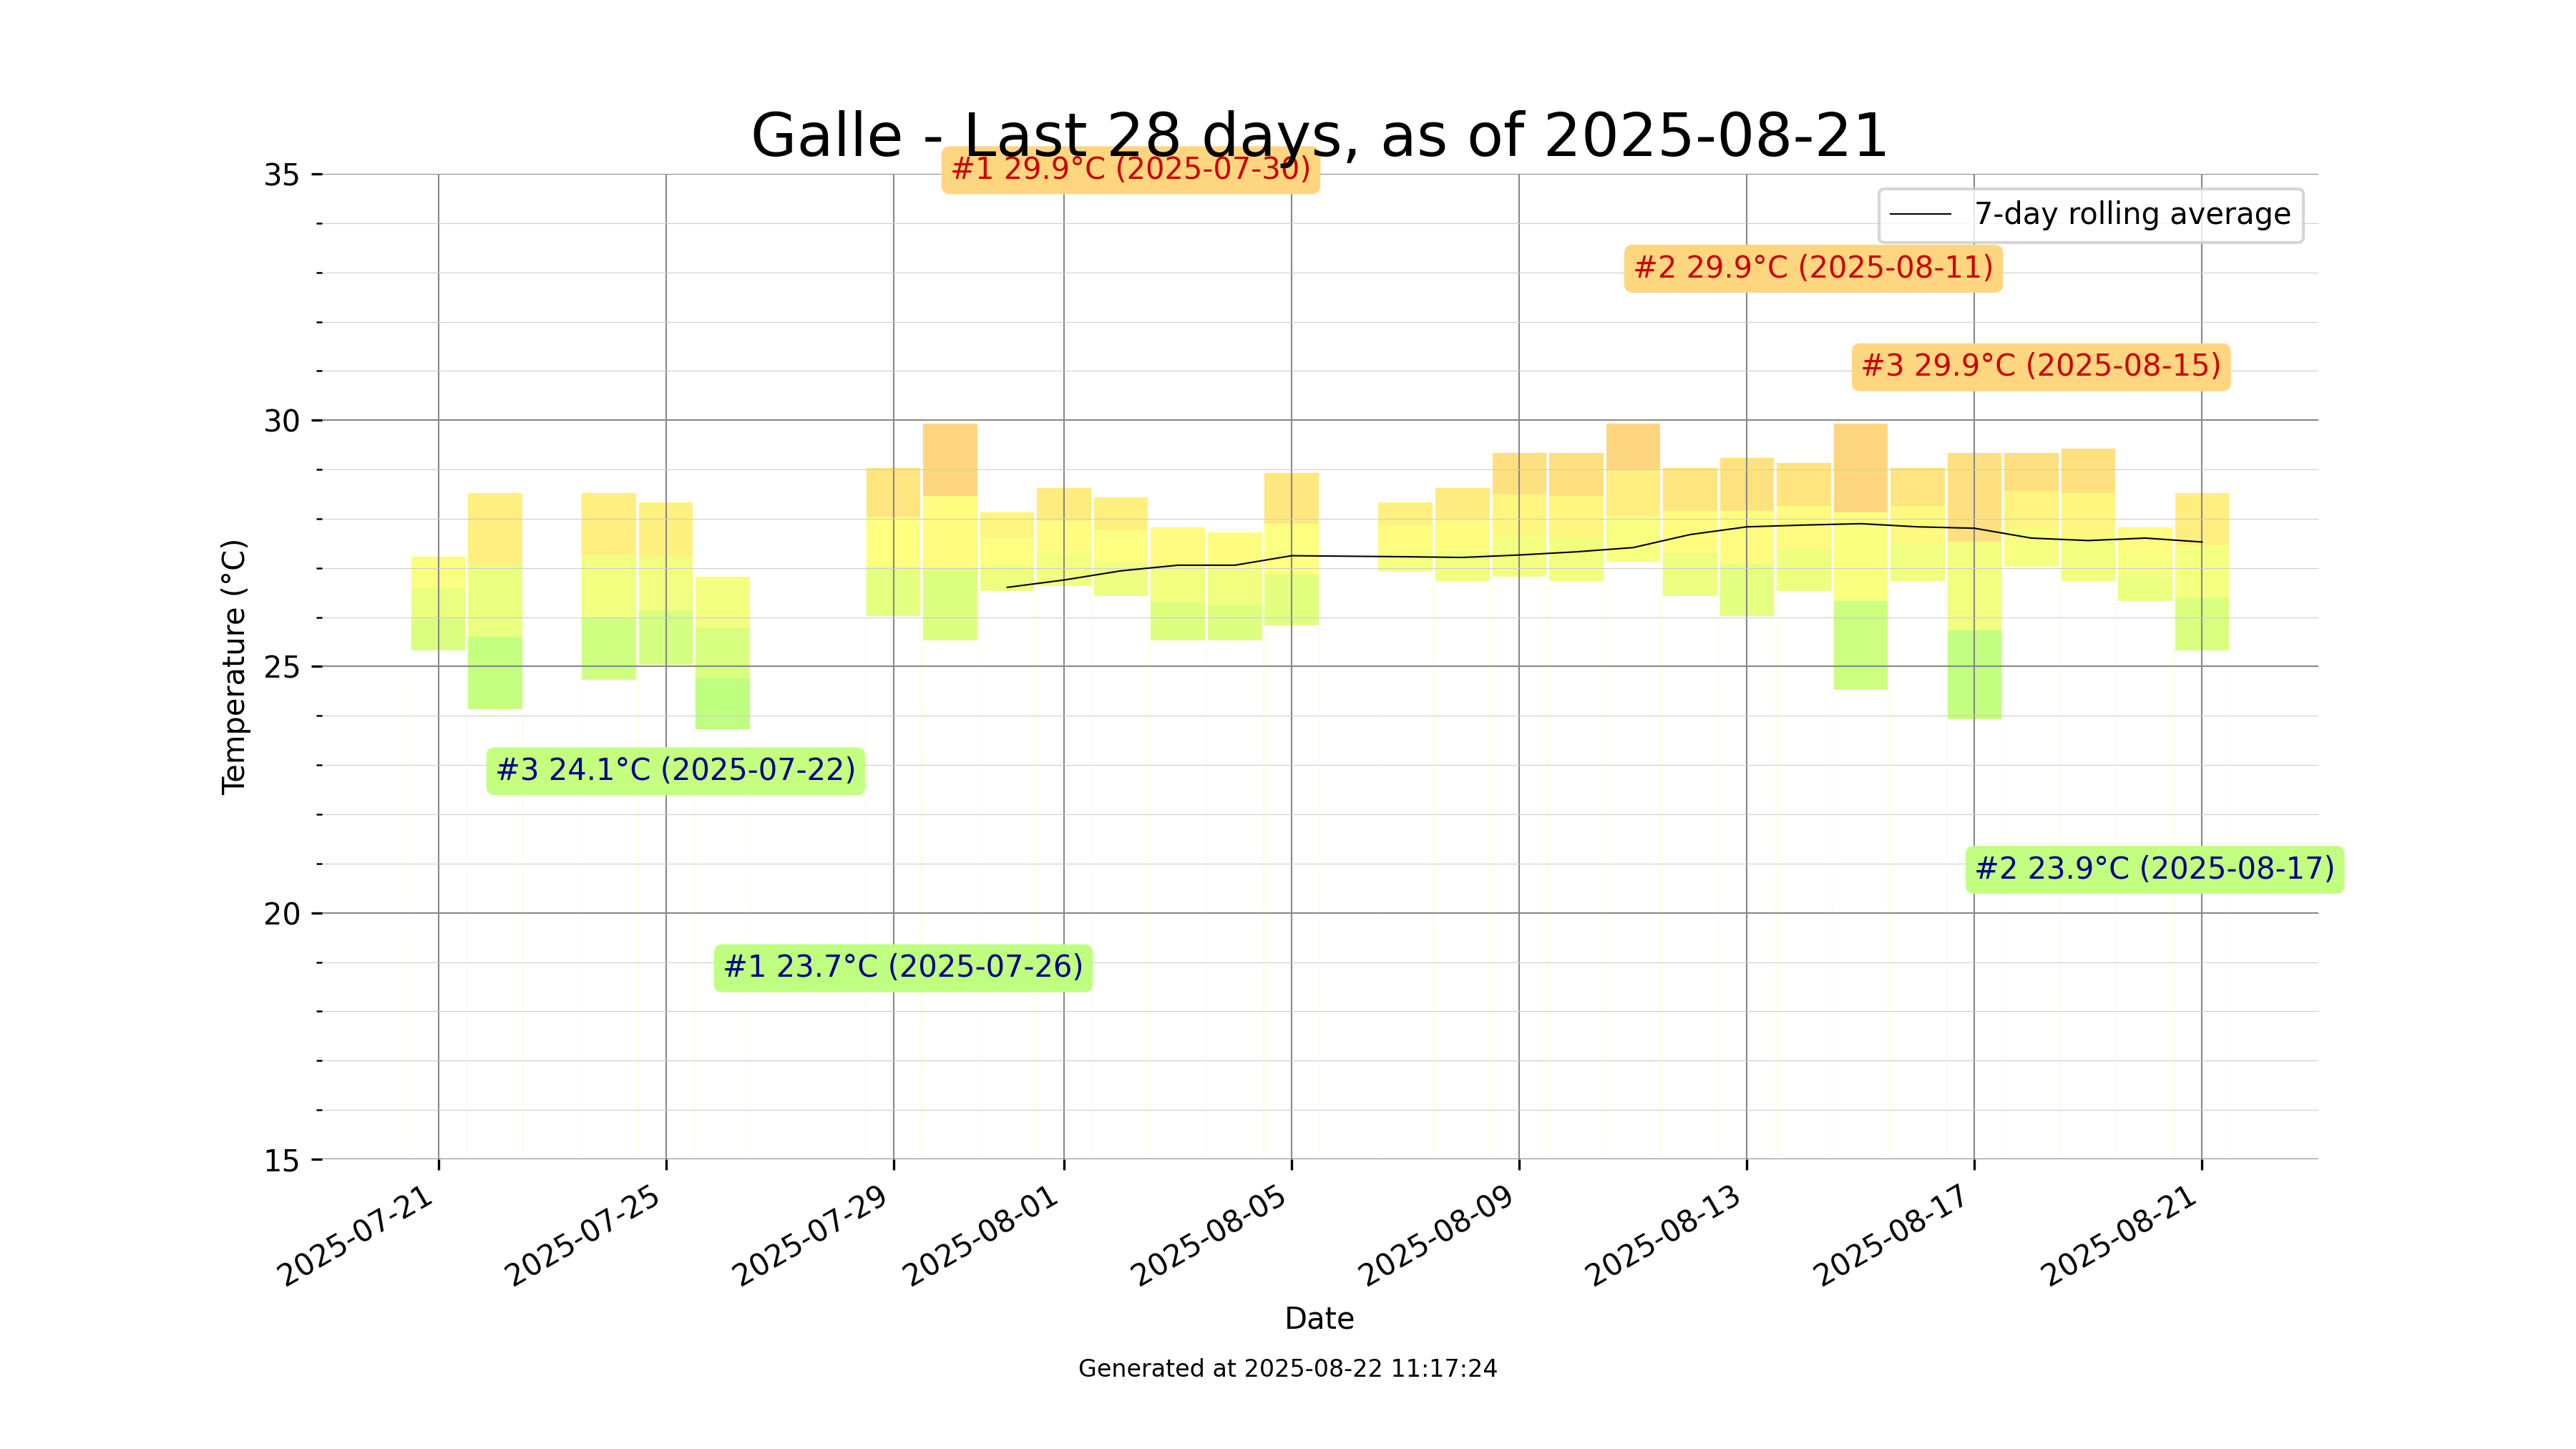 Galle - Last 28 days, as of 2025-08-21
#1 29.9°C (2025-07-30)
7-day rolling average
#2 29.9°C (2025-08-11)
#3 29.9°C (2025-08-15)
#3 24.1°C (2025-07-22)
#2 23.9°C (2025-08-17)
#1 23.7°C (2025-07-26)
Temperature (°C)
35
30
25
20
15
2025-07-21
2025-07-25
2025-07-29
2025-08-01
2025-08-05
2025-08-09
2025-08-13
2025-08-17
2025-08-21
Date
Generated at 2025-08-22 11:17:24